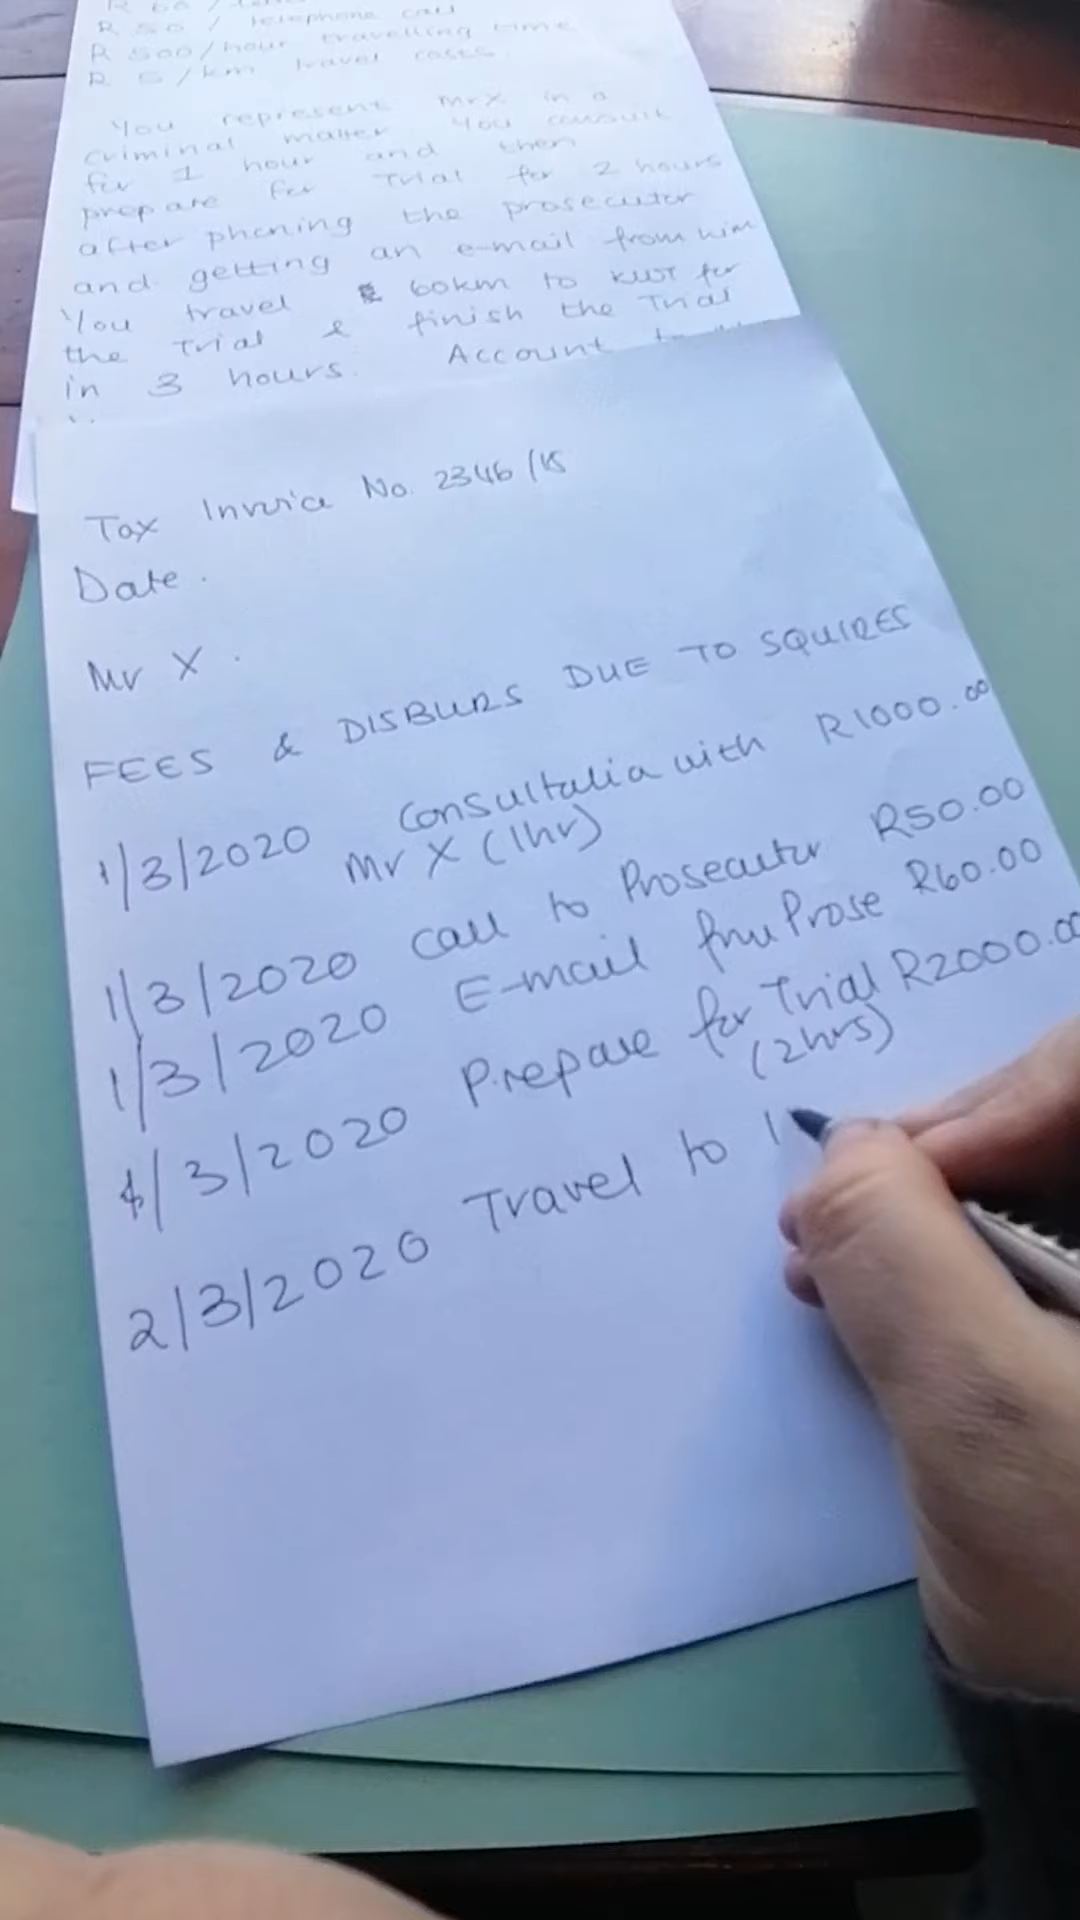 R 60 /
R 50 / telephone call
R 500/hour travelling time
R 5 /km travel costs.
You represent Mr X in a
criminal matter. You consult
for 1 hour and then
prepare for Trial for 2 hours
after phoning the prosecutor
and getting an e-mail from him
You travel 60km to KWT for
the Trial & finish the Trial
in 3 hours. Account
Tax Invoice No. 2346/15
Date.
Mr X.
FEES & DISBURS DUE TO SQUIRES
1/3/2020 Consultatia with R1000.00
Mr X (1hr)
1/3/2020 Call to Prosecutor R50.00
1/3/2020 E-mail from Prose R60.00
1/3/2020 Prepare for Trial R2000.00
(2hrs)
2/3/2020 Travel to